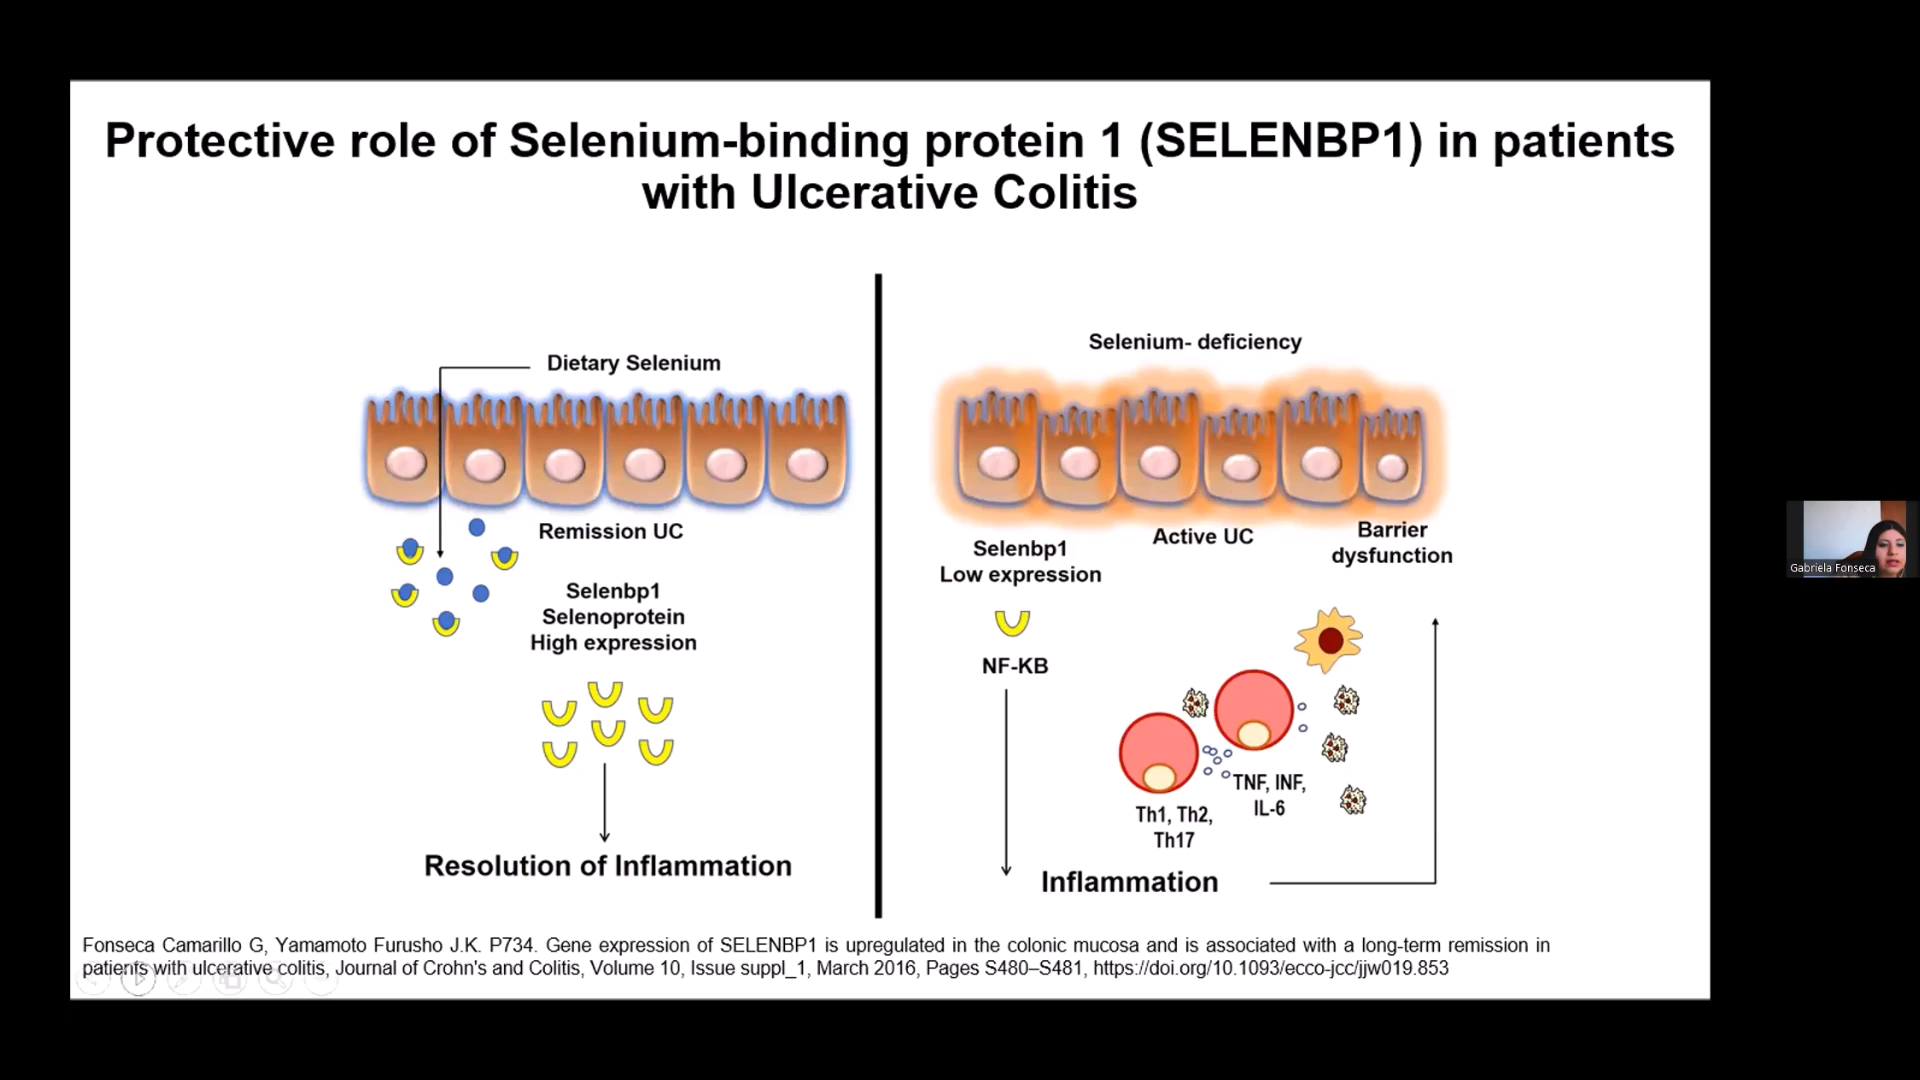 Protective role of Selenium-binding protein 1 (SELENBP1) in patients
with Ulcerative Colitis
Dietary Selenium
Remission UC
Selenbp1
Selenoprotein
High expression
Resolution of Inflammation
Selenium- deficiency
Active UC
Barrier
dysfunction
Selenbp1
Low expression
NF-KB
TNF, INF,
IL-6
Th1, Th2,
Th17
Inflammation
Fonseca Camarillo G, Yamamoto Furusho J.K. P734. Gene expression of SELENBP1 is upregulated in the colonic mucosa and is associated with a long-term remission in
patients with ulcerative colitis, Journal of Crohn's and Colitis, Volume 10, Issue suppl_1, March 2016, Pages S480–S481, https://doi.org/10.1093/ecco-jcc/jjw019.853
Gabriela Fonseca